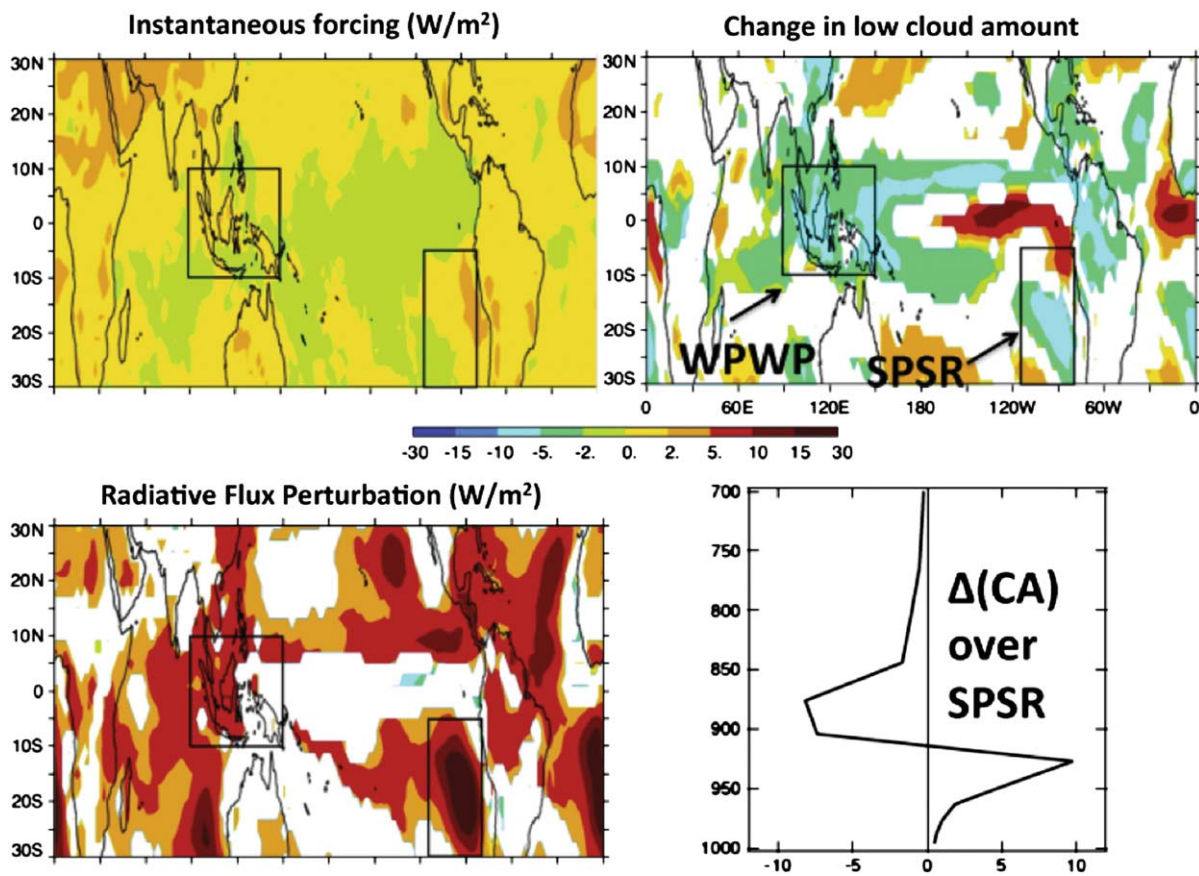 Instantaneous forcing (W/m²)
Change in low cloud amount
30N
20N
10N
0
10S
20S
30S
30N
20N
10N
0
10S
20S
30S
WPWP
SPSR
0 60E 120E 180 120W 60W 0
-30 -15 -10 -5. -2. 0. 2. 5. 10 15 30
Radiative Flux Perturbation (W/m²)
30N
20N
10N
0
10S
20S
30S
700
750
800
850
900
950
1000
Δ(CA)
over
SPSR
-10 -5 0 5 10